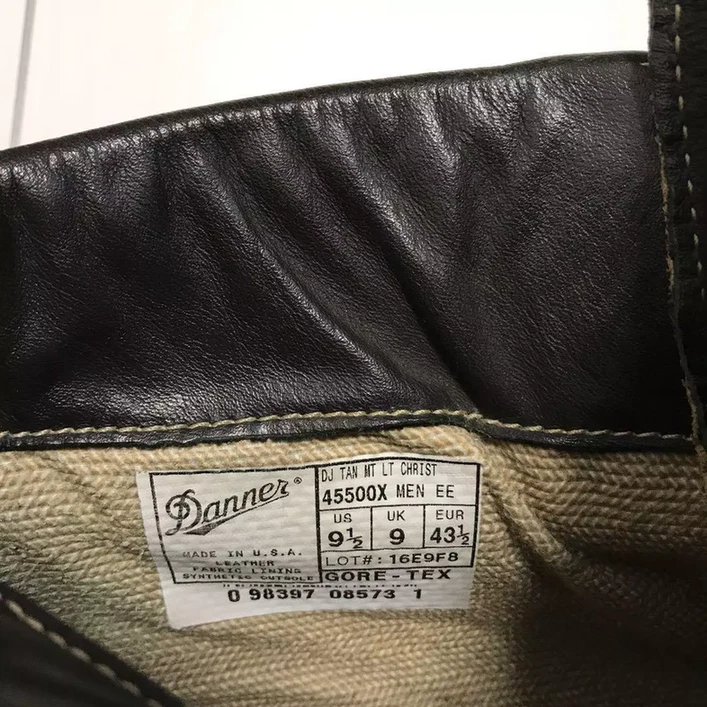 Danner®
MADE IN U.S.A.
LEATHER
FABRIC LINING
SYNTHETIC OUTSOLE
DJ TAN MT LT CHRIST
45500X MEN EE
US UK EUR
9½ 9 43½
LOT#: 16E9F8
GORE-TEX
0 98397 08573 1